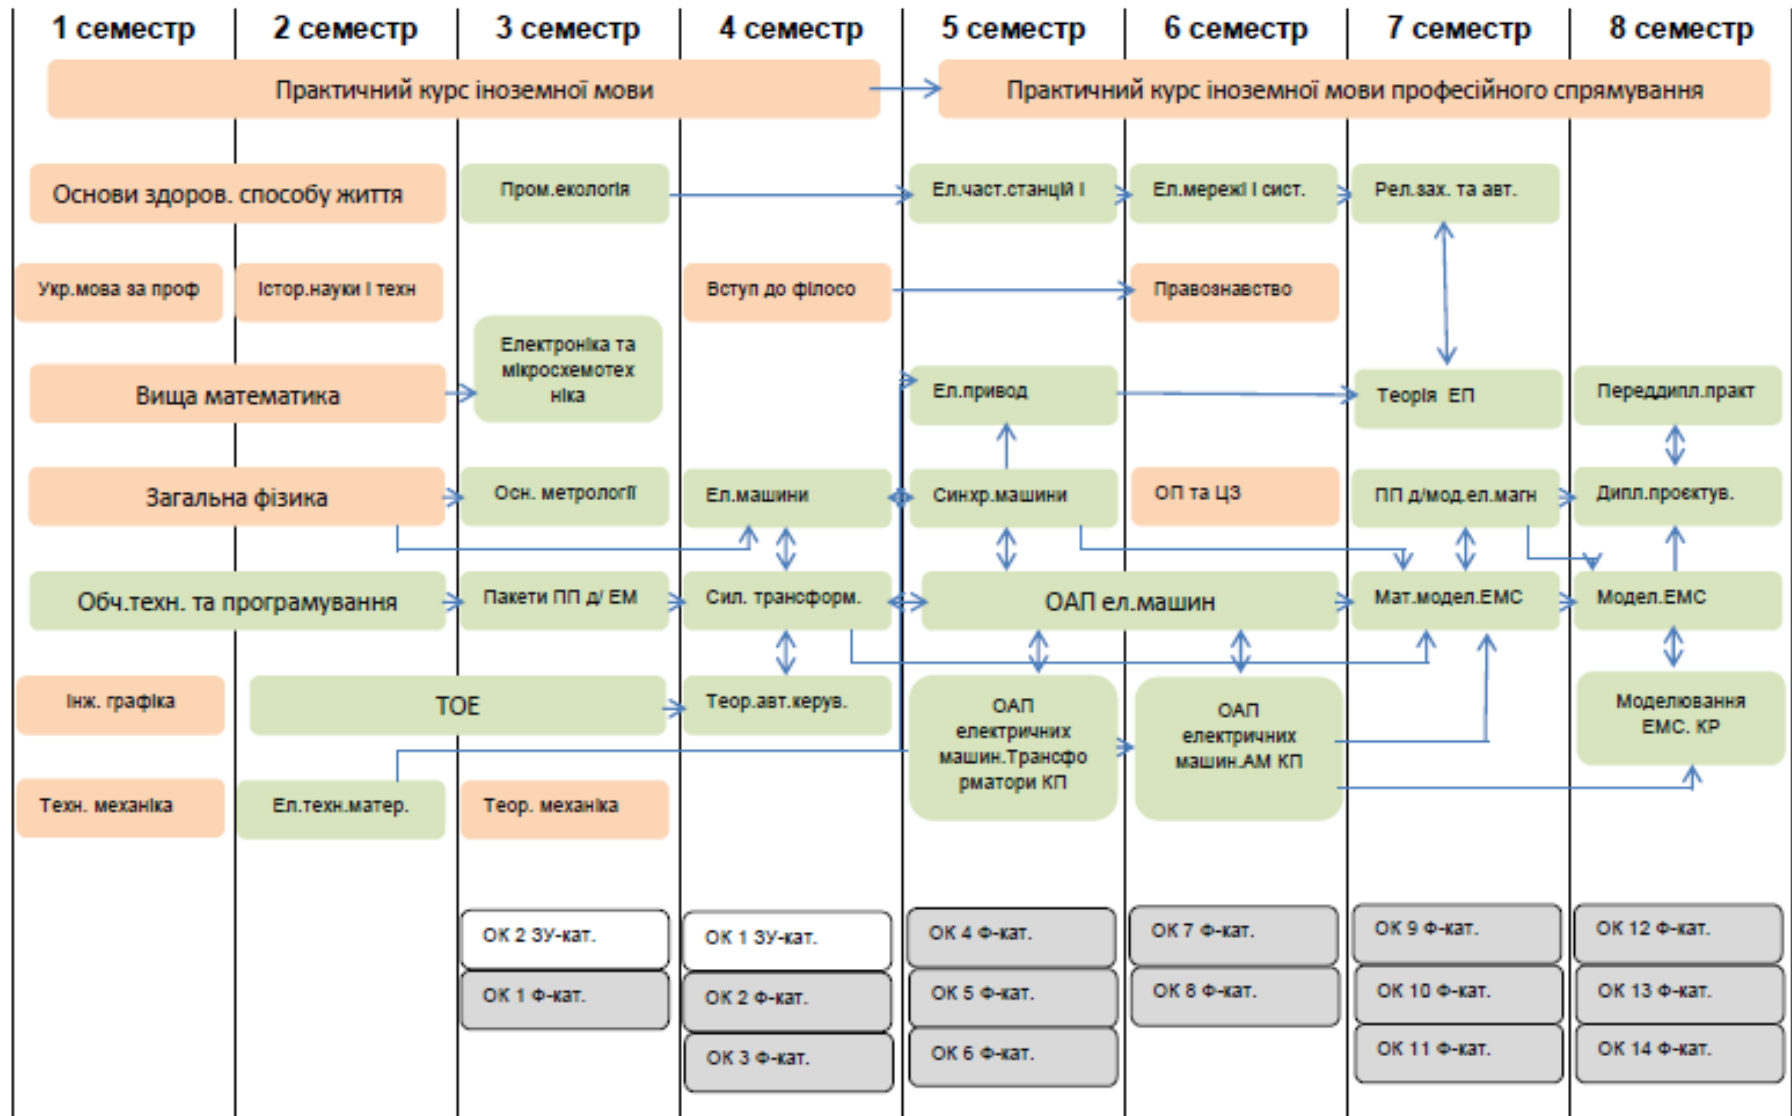 1 семестр
2 семестр
3 семестр
4 семестр
5 семестр
6 семестр
7 семестр
8 семестр
Практичний курс іноземної мови
Практичний курс іноземної мови професійного спрямування
Основи здоров. способу життя
Пром.екологія
Ел.част.станцій і
Ел.мережі і сист.
Рел.зах. та авт.
Укр.мова за проф
Істор.науки і техн
Вступ до філосо
Правознавство
Вища математика
Електроніка та
мікросхемотех
ніка
Ел.привод
Теорія ЕП
Переддипл.практ
Загальна фізика
Осн. метрології
Ел.машини
Синхр.машини
ОП та ЦЗ
ПП д/мод.ел.магн
Дипл.проєктув.
Обч.техн. та програмування
Пакети ПП д/ ЕМ
Сил. трансформ.
ОАП ел.машин
Мат.модел.ЕМС
Модел.ЕМС
Інж. графіка
ТОЕ
Теор.авт.керув.
ОАП
електричних
машин.Трансфо
рматори КП
ОАП
електричних
машин.АМ КП
Моделювання
ЕМС. КР
Техн. механіка
Ел.техн.матер.
Теор. механіка
ОК 2 ЗУ-кат.
ОК 1 ЗУ-кат.
ОК 4 Ф-кат.
ОК 7 Ф-кат.
ОК 9 Ф-кат.
ОК 12 Ф-кат.
ОК 1 Ф-кат.
ОК 2 Ф-кат.
ОК 5 Ф-кат.
ОК 8 Ф-кат.
ОК 10 Ф-кат.
ОК 13 Ф-кат.
ОК 3 Ф-кат.
ОК 6 Ф-кат.
ОК 11 Ф-кат.
ОК 14 Ф-кат.